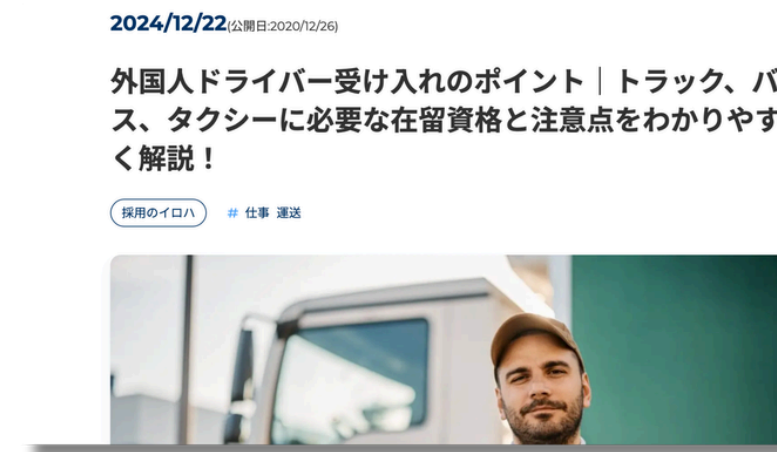 2024/12/22(公開日:2020/12/26)
外国人ドライバー受け入れのポイント｜トラック、バ
ス、タクシーに必要な在留資格と注意点をわかりやす
く解説！
採用のイロハ # 仕事 運送